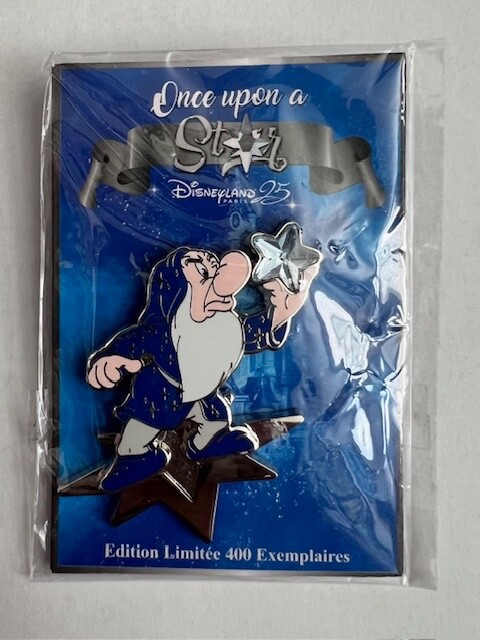 Once upon a
Star
Disneyland 25
PARIS
Edition Limitée 400 Exemplaires